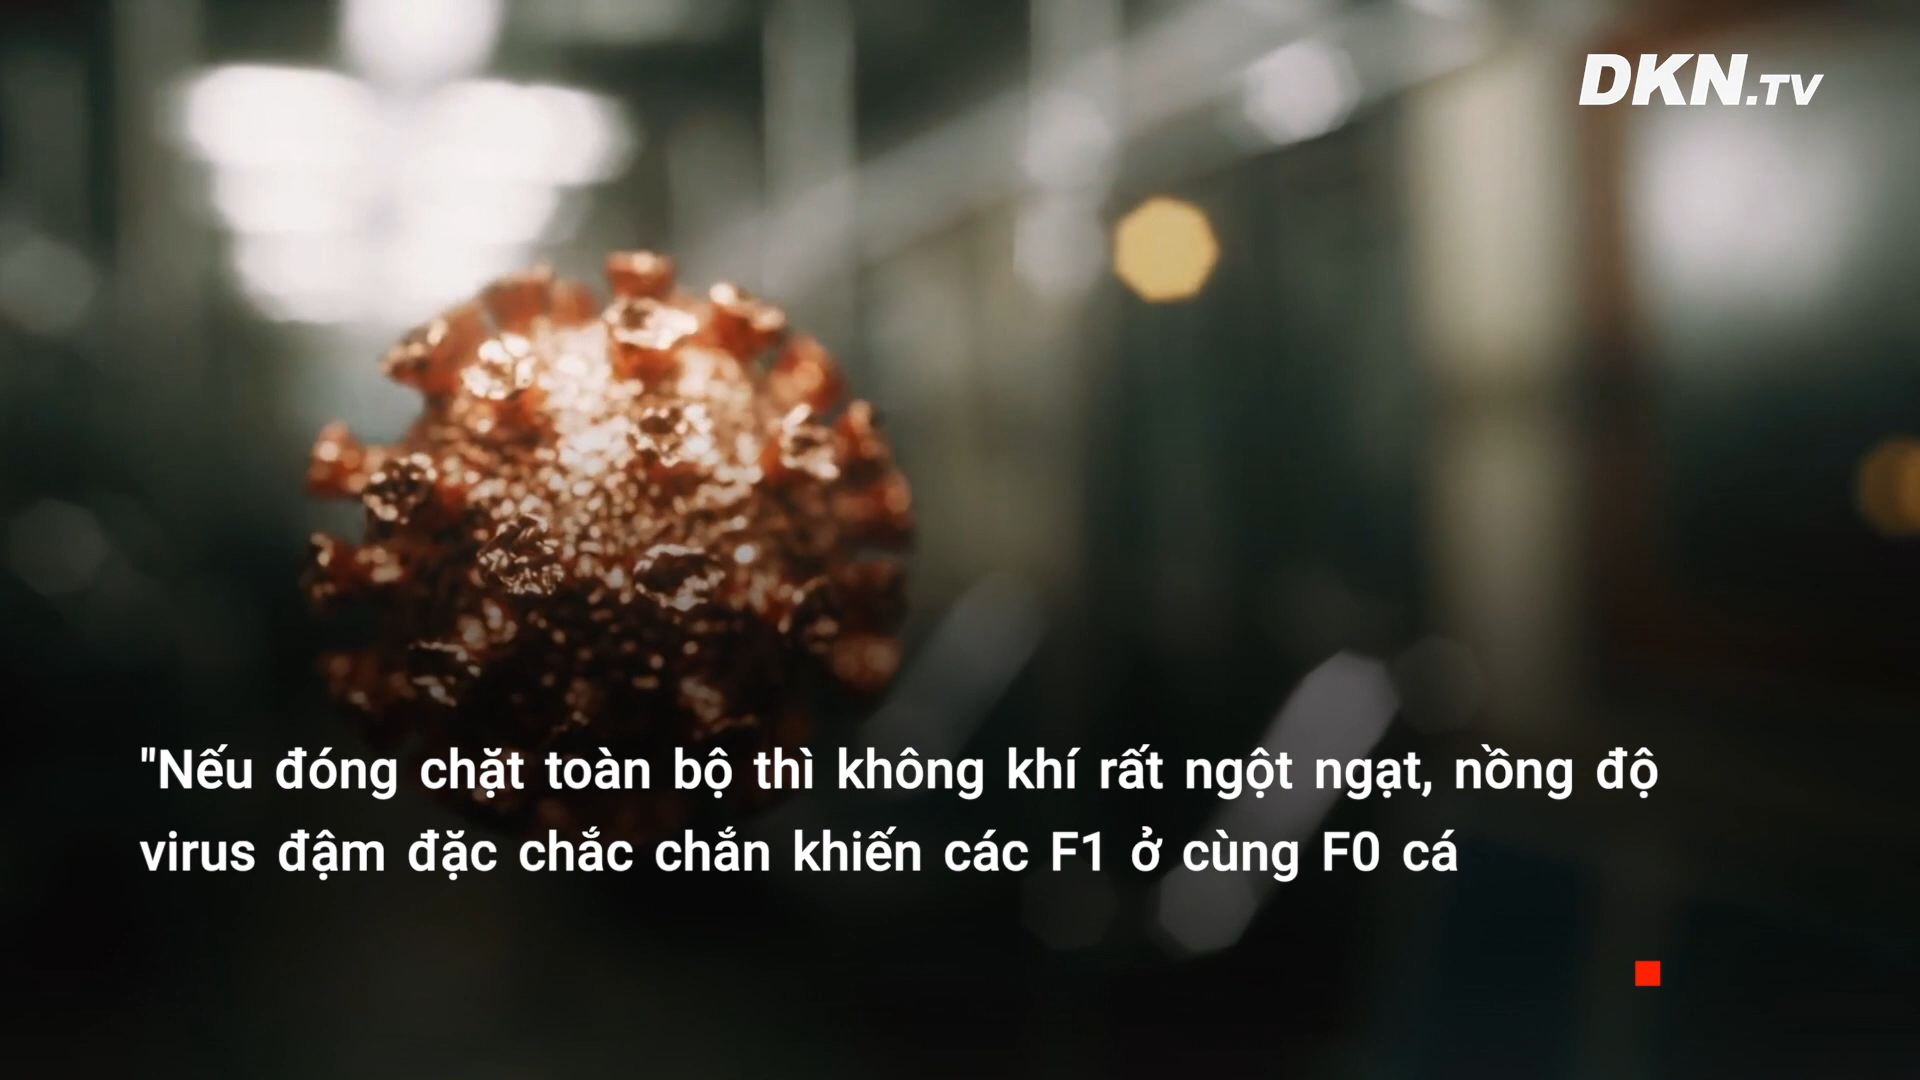 DKN.TV
"Nếu đóng chặt toàn bộ thì không khí rất ngột ngạt, nồng độ
virus đậm đặc chắc chắn khiến các F1 ở cùng F0 cá